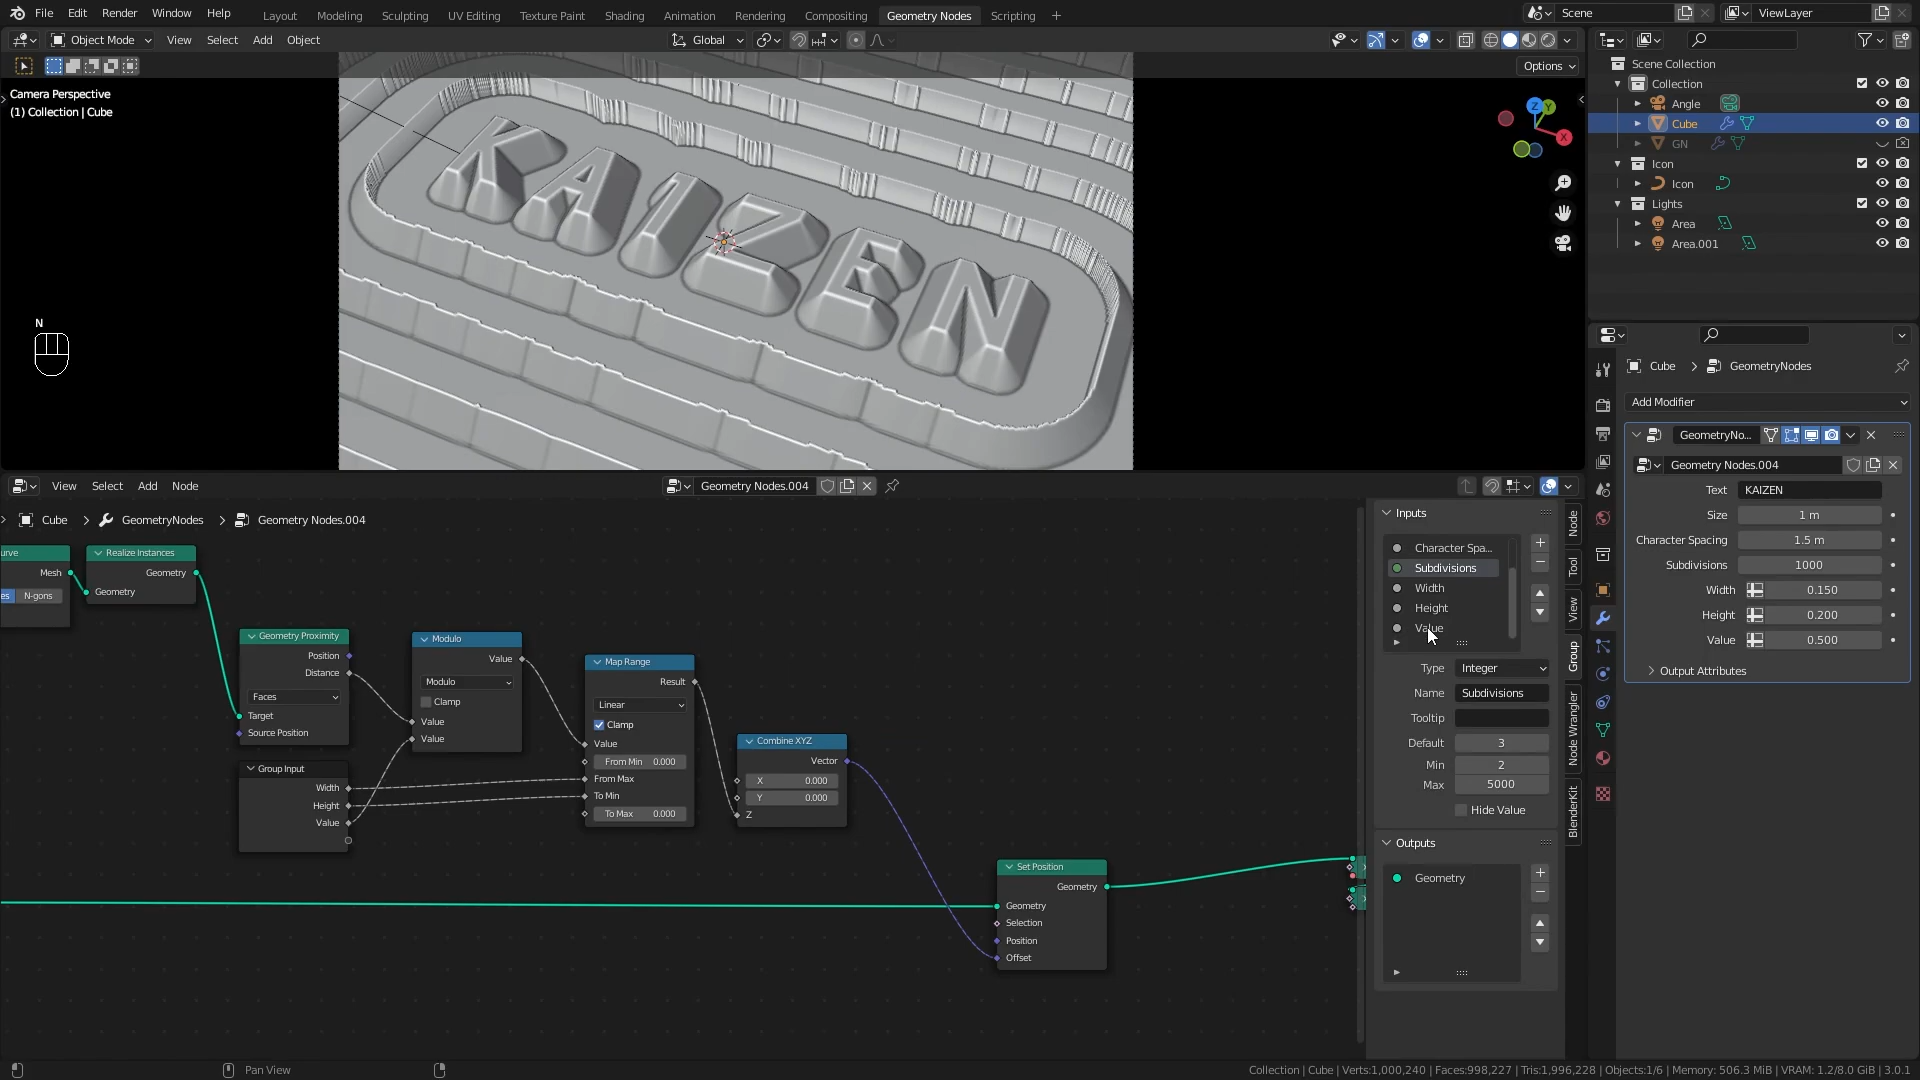 File Edit Render Window Help
Layout Modeling Sculpting UV Editing Texture Paint Shading Animation Rendering Compositing Geometry Nodes Scripting +
Scene
ViewLayer
Object Mode View Select Add Object
Global
Options
Camera Perspective
(1) Collection | Cube
Z Y X
KAIZEN
N
Scene Collection
Collection
Angle
Cube
GN
Icon
Icon
Lights
Area
Area.001
Cube > GeometryNodes
Add Modifier
GeometryNo...
Geometry Nodes.004
Text KAIZEN
Size 1 m
Character Spacing 1.5 m
Subdivisions 1000
Width 0.150
Height 0.200
Value 0.500
Output Attributes
View Select Add Node
Geometry Nodes.004
Cube > GeometryNodes > Geometry Nodes.004
urve
Mesh
es N-gons
Realize Instances
Geometry
Geometry
Geometry Proximity
Position
Distance
Faces
Target
Source Position
Group Input
Width
Height
Value
Modulo
Value
Modulo
Clamp
Value
Value
Map Range
Result
Linear
Clamp
Value
From Min 0.000
From Max
To Min
To Max 0.000
Combine XYZ
Vector
X 0.000
Y 0.000
Z
Set Position
Geometry
Geometry
Selection
Position
Offset
Inputs
Character Spa...
Subdivisions
Width
Height
Value
Type Integer
Name Subdivisions
Tooltip
Default 3
Min 2
Max 5000
Hide Value
Outputs
Geometry
Node
Tool
View
Group
Node Wrangler
BlenderKit
Pan View
Collection | Cube | Verts:1,000,240 | Faces:998,227 | Tris:1,996,228 | Objects:1/6 | Memory: 506.3 MiB | VRAM: 1.2/8.0 GiB | 3.0.1